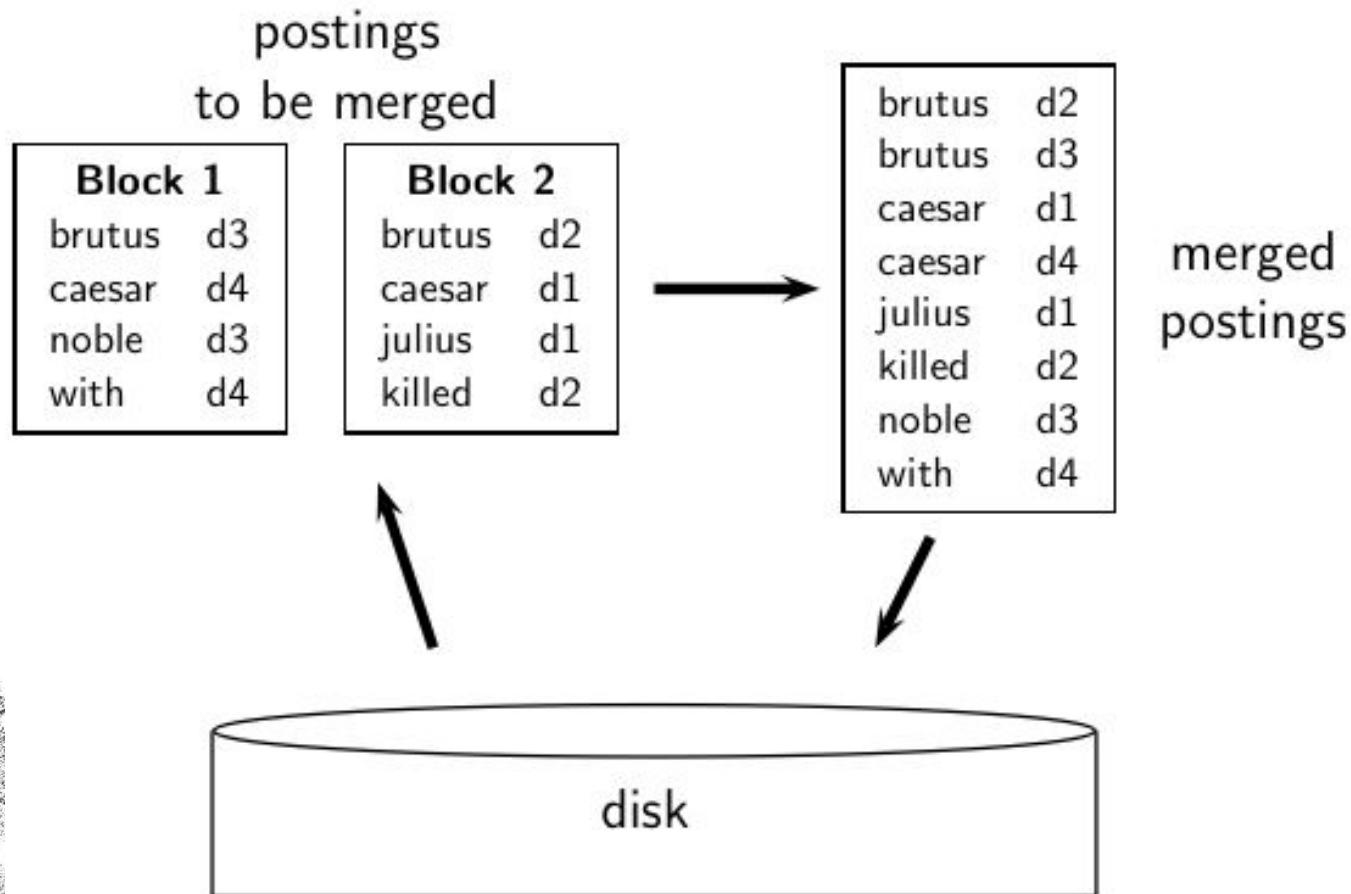 postings
to be merged
Block 1
brutus d3
caesar d4
noble d3
with d4
Block 2
brutus d2
caesar d1
julius d1
killed d2
brutus d2
brutus d3
caesar d1
caesar d4
julius d1
killed d2
noble d3
with d4
merged
postings
disk